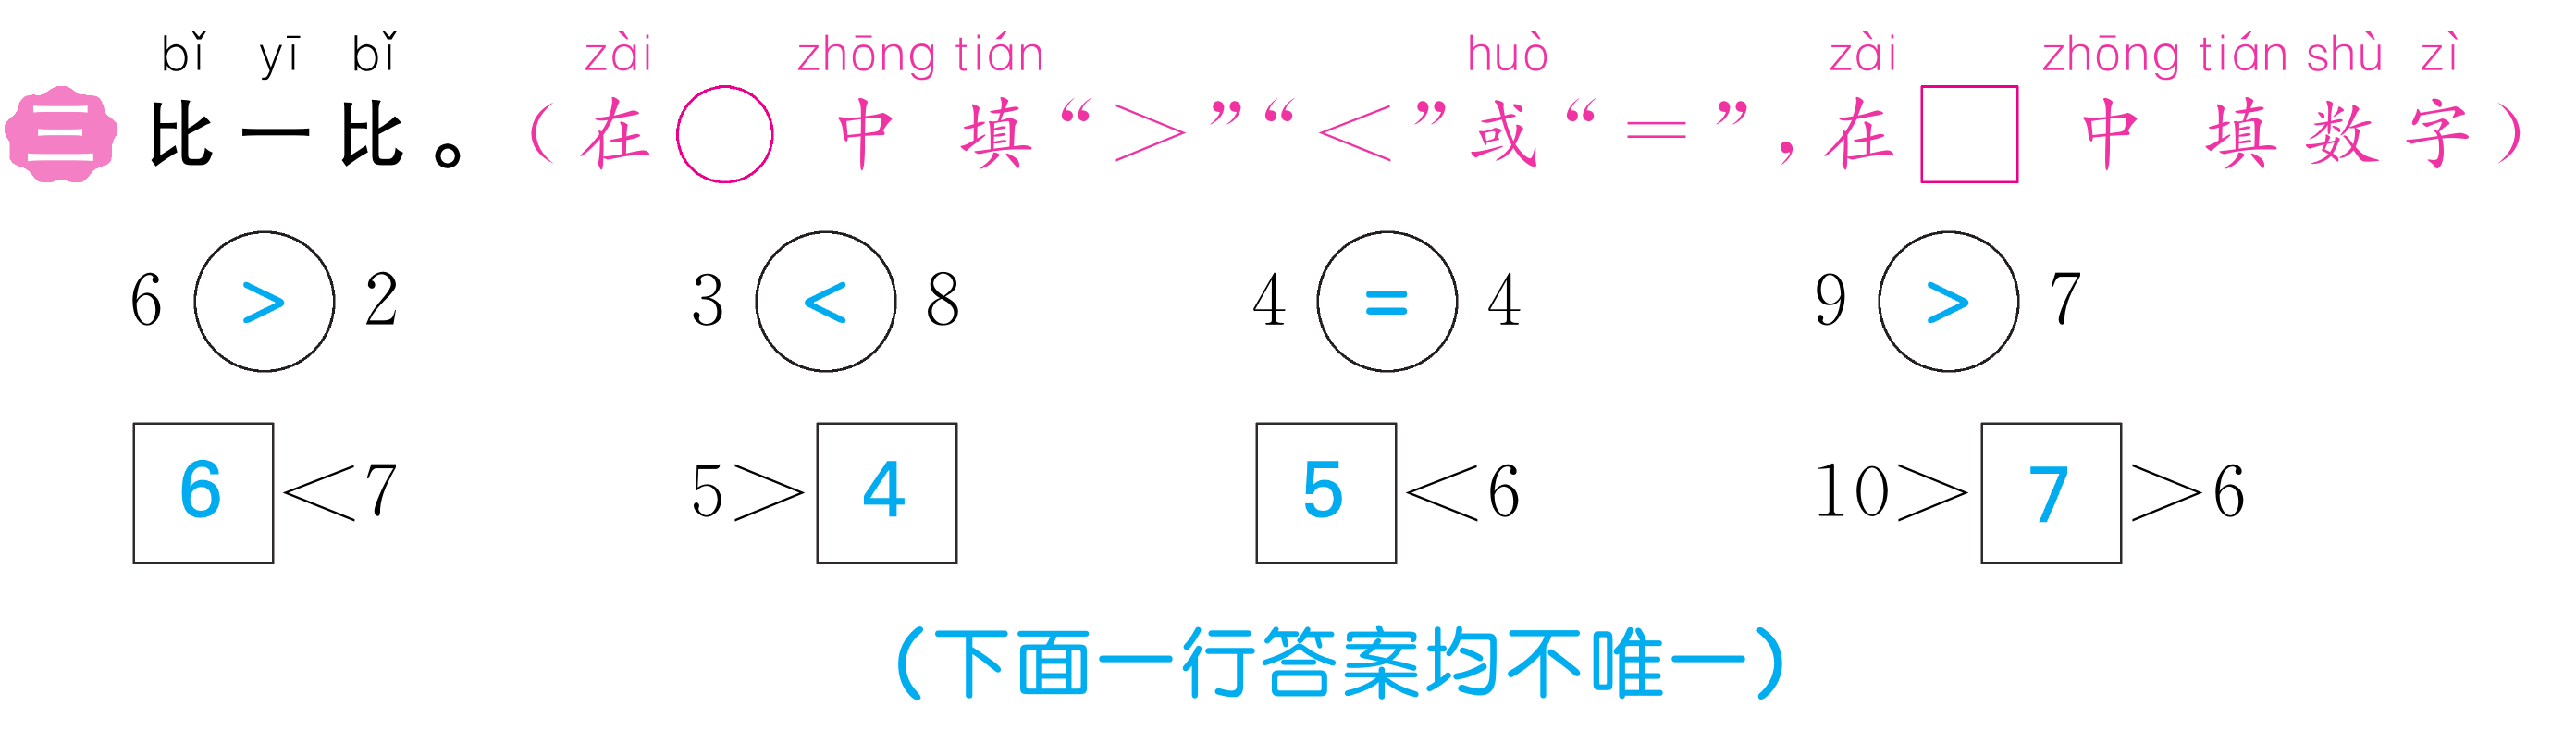 bǐ yī bǐ zài zhōng tián huò zài zhōng tián shù zì
三 比一比。（在○中填“＞”“＜”或“＝”，在□中填数字）
6 > 2 3 < 8 4 = 4 9 > 7
6 < 7 5 > 4 5 < 6 10 > 7 > 6
（下面一行答案均不唯一）